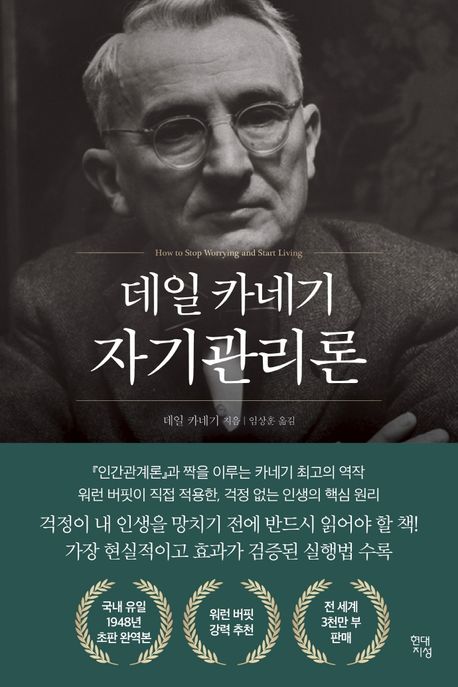 How to Stop Worrying and Start Living
데일 카네기
자기관리론
데일 카네기 지음 | 임상훈 옮김
『인간관계론』과 짝을 이루는 카네기 최고의 역작
워런 버핏이 직접 적용한, 걱정 없는 인생의 핵심 원리
걱정이 내 인생을 망치기 전에 반드시 읽어야 할 책!
가장 현실적이고 효과가 검증된 실행법 수록
국내 유일
1948년
초판 완역본
워런 버핏
강력 추천
전 세계
3천만 부
판매
현대
지성